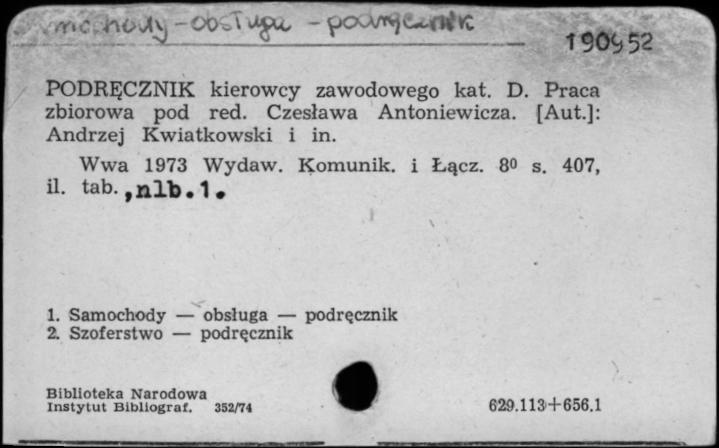 Samochody - obsługa - podręcznik
190952
PODRĘCZNIK kierowcy zawodowego kat. D. Praca
zbiorowa pod red. Czesława Antoniewicza. [Aut.]:
Andrzej Kwiatkowski i in.
Wwa 1973 Wydaw. Komunik. i Łącz. 8⁰ s. 407,
il. tab., nlb.1.
1. Samochody — obsługa — podręcznik
2. Szoferstwo — podręcznik
Biblioteka Narodowa
Instytut Bibliograf. 352/74
629.113+656.1